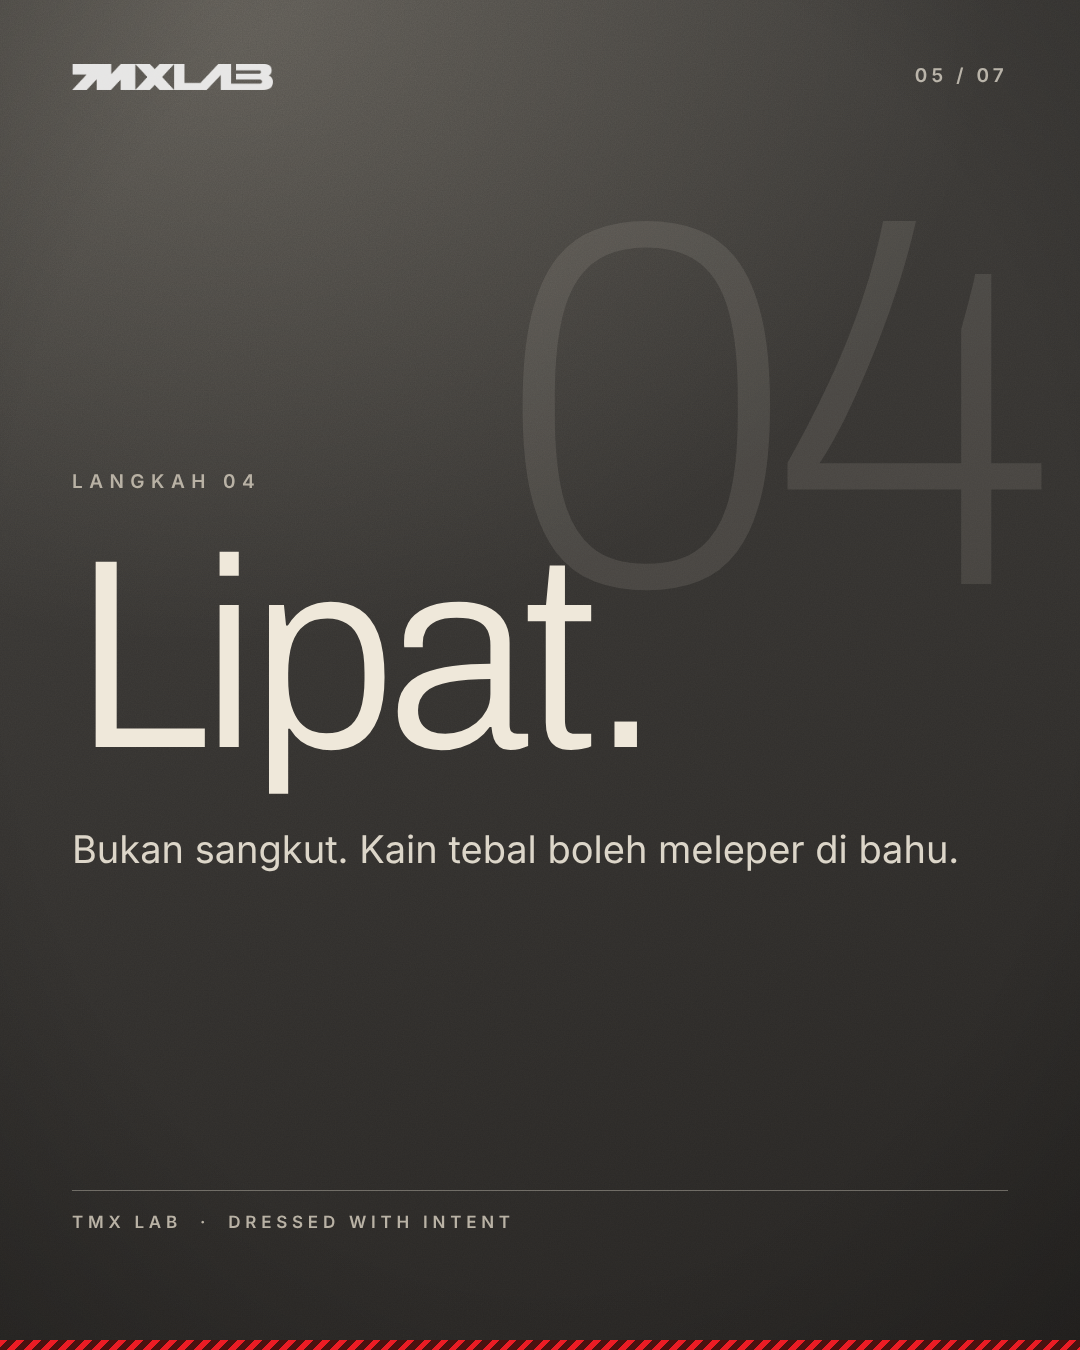 TMXLAB
05 / 07
04
LANGKAH 04
Lipat.
Bukan sangkut. Kain tebal boleh meleper di bahu.
TMX LAB · DRESSED WITH INTENT